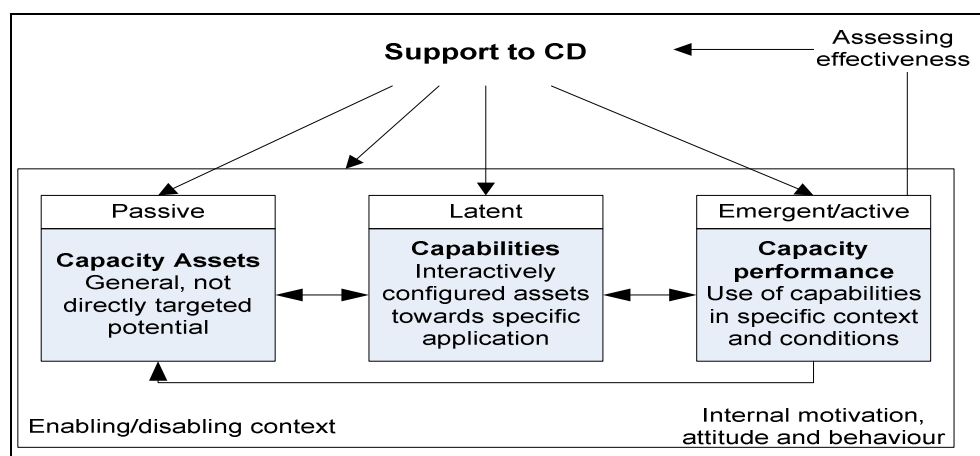 Support to CD
Assessing
effectiveness
Passive
Capacity Assets
General, not
directly targeted
potential
Latent
Capabilities
Interactively
configured assets
towards specific
application
Emergent/active
Capacity
performance
Use of capabilities
in specific context
and conditions
Enabling/disabling context
Internal motivation,
attitude and behaviour